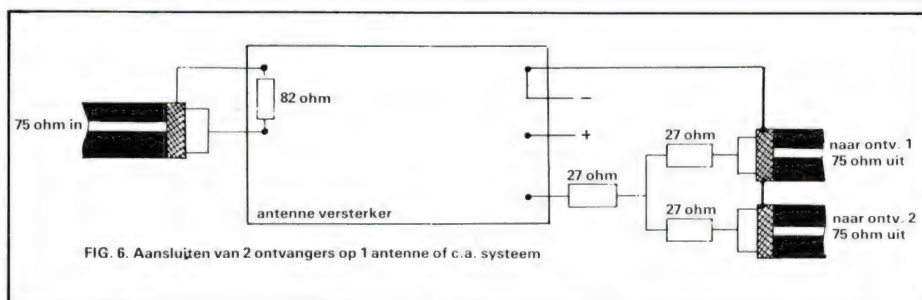 75 ohm in
82 ohm
antenne versterker
−
+
27 ohm
27 ohm
27 ohm
naar ontv. 1
75 ohm uit
naar ontv. 2
75 ohm uit
FIG. 6. Aansluiten van 2 ontvangers op 1 antenne of c.a. systeem